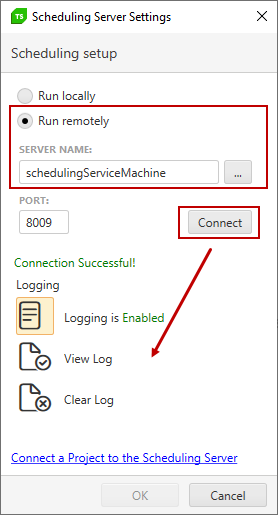 TS Scheduling Server Settings
Scheduling setup
Run locally
Run remotely
SERVER NAME:
schedulingServiceMachine ...
PORT:
8009 Connect
Connection Successful!
Logging
Logging is Enabled
View Log
Clear Log
Connect a Project to the Scheduling Server
OK Cancel